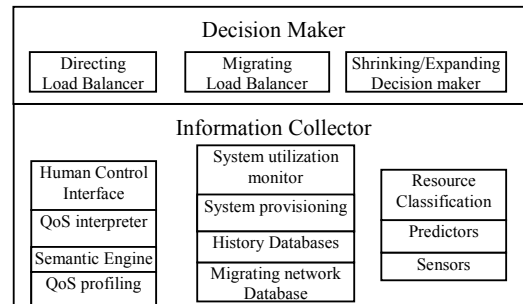 Decision Maker
Directing
Load Balancer
Migrating
Load Balancer
Shrinking/Expanding
Decision maker
Information Collector
Human Control
Interface
QoS interpreter
Semantic Engine
QoS profiling
System utilization
monitor
System provisioning
History Databases
Migrating network
Database
Resource
Classification
Predictors
Sensors